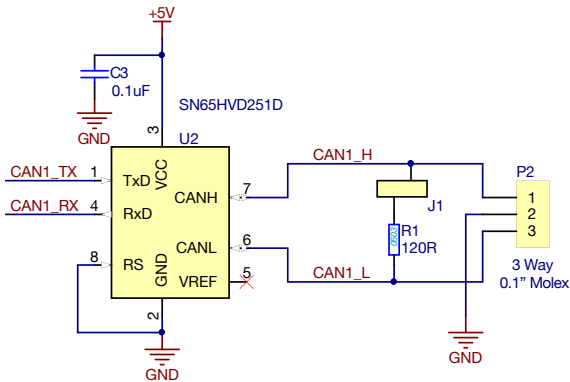 +5V
C3
0.1uF
GND
SN65HVD251D
U2
3
VCC
CAN1_TX
1
TxD
CAN1_RX
4
RxD
8
RS
GND
2
GND
CANH
7
CANL
6
VREF
5
CAN1_H
J1
R1
0603
120R
CAN1_L
P2
1
2
3
3 Way
0.1" Molex
GND